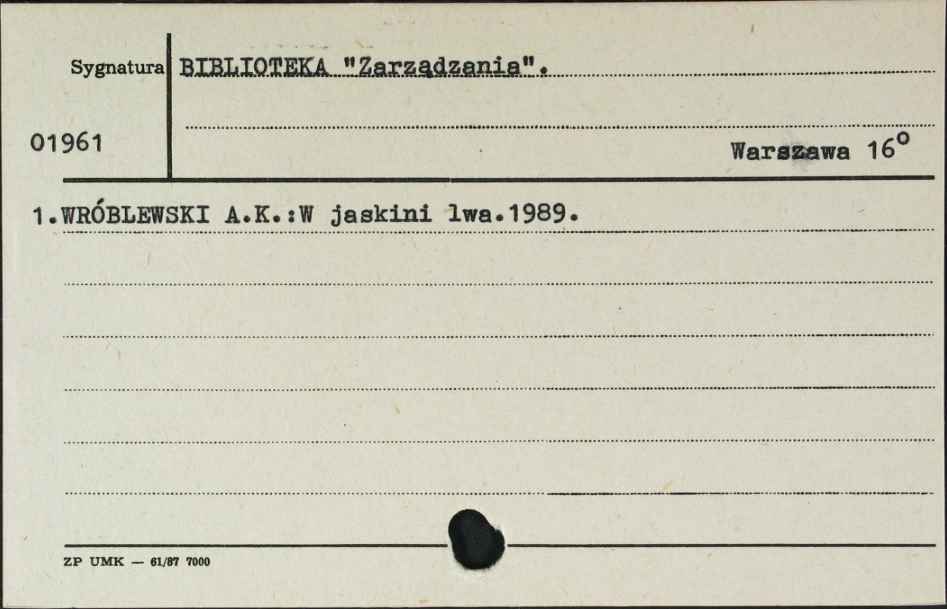 Sygnatura BIBLIOTEKA "Zarządzania".
01961
Warszawa 16°
1.WRÓBLEWSKI A.K.:W jaskini lwa.1989.
ZP UMK — 61/87 7000